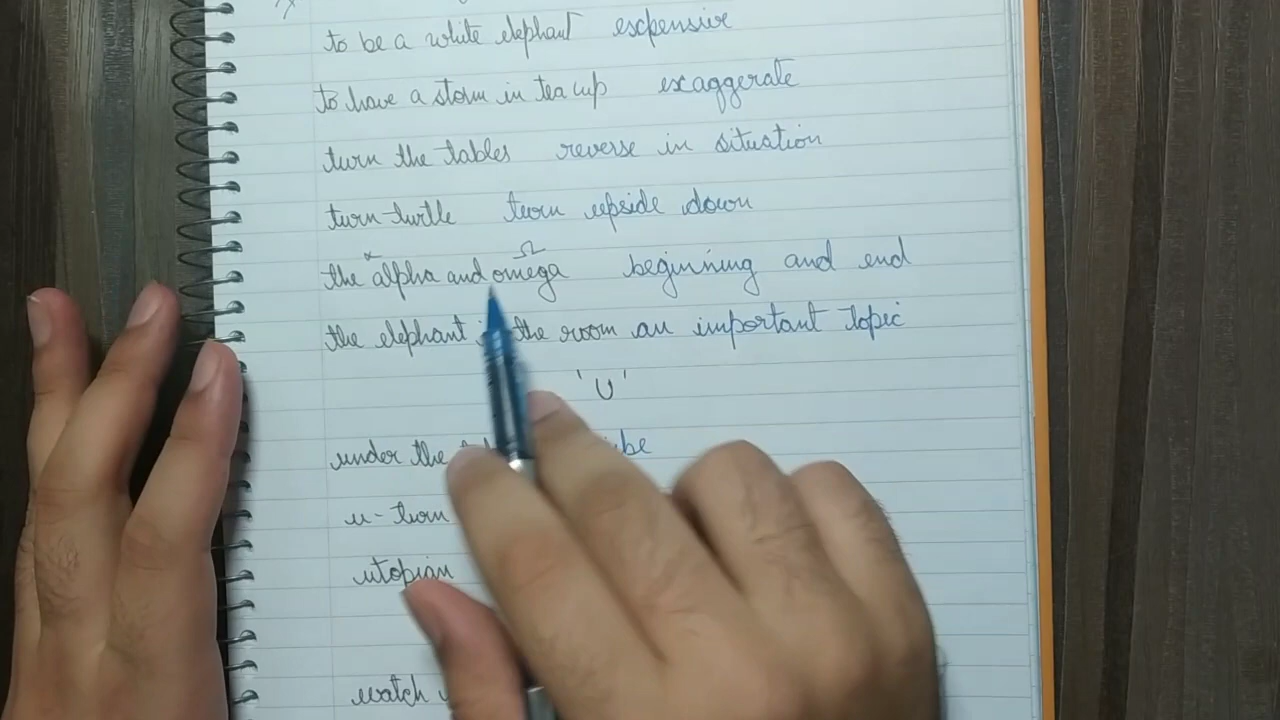 to be a white elephant expensive
to have a storm in tea cup exaggerate
turn the tables reverse in situation
turn-turtle turn upside down
α Ω
the alpha and omega beginning and end
the elephant the room an important topic
'U'
under the
u-turn
utopian
watch